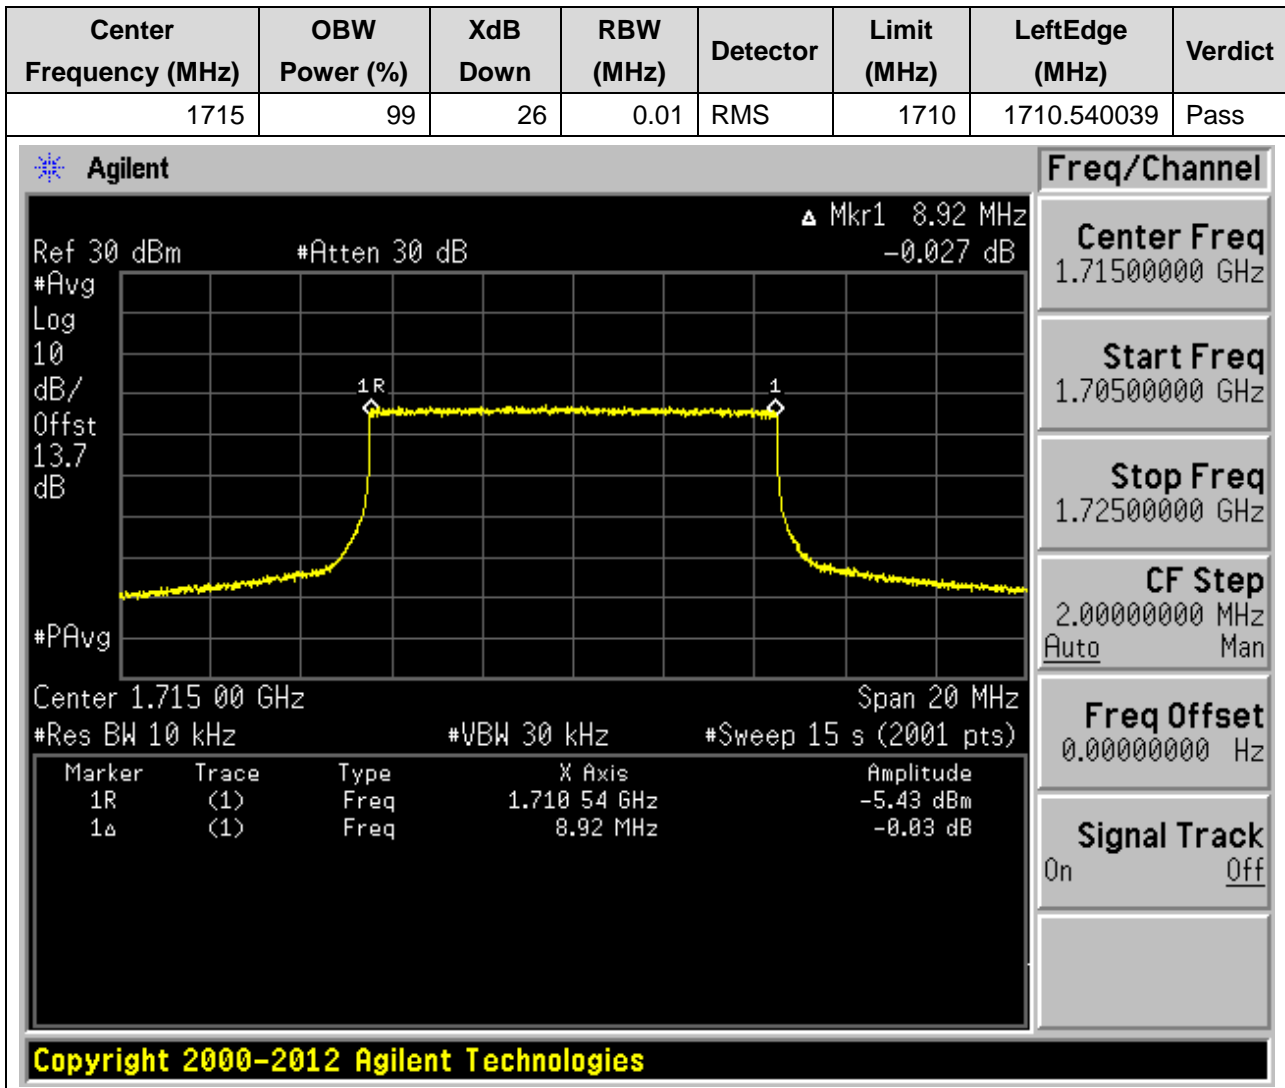 Center Frequency (MHz) OBW Power (%) XdB Down RBW (MHz) Detector Limit (MHz) LeftEdge (MHz) Verdict
1715 99 26 0.01 RMS 1710 1710.540039 Pass
Agilent
Freq/Channel
Δ Mkr1 8.92 MHz
Ref 30 dBm #Atten 30 dB -0.027 dB
#Avg
Log
10
dB/
Offst
13.7
dB
1R
1
#PAvg
Center 1.715 00 GHz Span 20 MHz
#Res BW 10 kHz #VBW 30 kHz #Sweep 15 s (2001 pts)
Marker Trace Type X Axis Amplitude
1R (1) Freq 1.710 54 GHz -5.43 dBm
1Δ (1) Freq 8.92 MHz -0.03 dB
Center Freq
1.71500000 GHz
Start Freq
1.70500000 GHz
Stop Freq
1.72500000 GHz
CF Step
2.00000000 MHz
Auto Man
Freq Offset
0.00000000 Hz
Signal Track
On Off
Copyright 2000-2012 Agilent Technologies